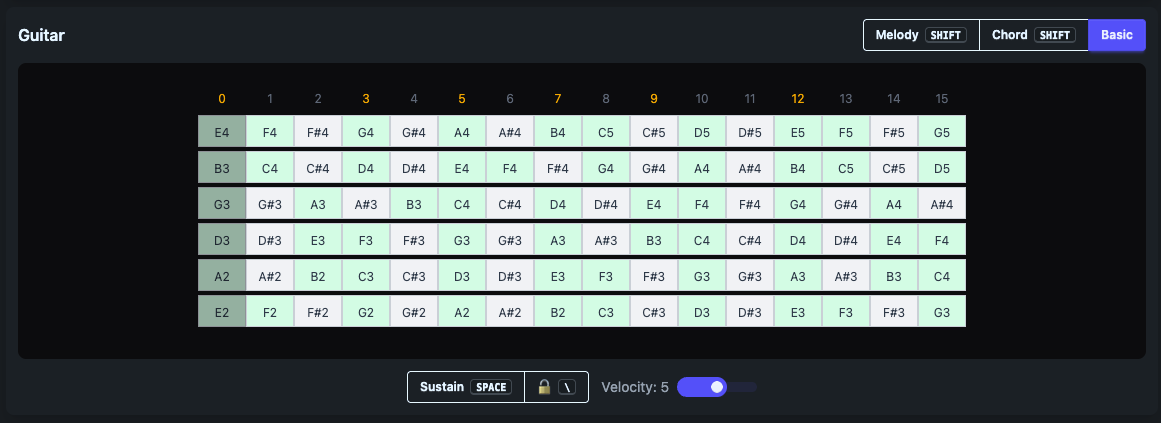 Guitar Melody SHIFT Chord SHIFT Basic
0 1 2 3 4 5 6 7 8 9 10 11 12 13 14 15
E4 F4 F#4 G4 G#4 A4 A#4 B4 C5 C#5 D5 D#5 E5 F5 F#5 G5
B3 C4 C#4 D4 D#4 E4 F4 F#4 G4 G#4 A4 A#4 B4 C5 C#5 D5
G3 G#3 A3 A#3 B3 C4 C#4 D4 D#4 E4 F4 F#4 G4 G#4 A4 A#4
D3 D#3 E3 F3 F#3 G3 G#3 A3 A#3 B3 C4 C#4 D4 D#4 E4 F4
A2 A#2 B2 C3 C#3 D3 D#3 E3 F3 F#3 G3 G#3 A3 A#3 B3 C4
E2 F2 F#2 G2 G#2 A2 A#2 B2 C3 C#3 D3 D#3 E3 F3 F#3 G3
Sustain SPACE \ Velocity: 5